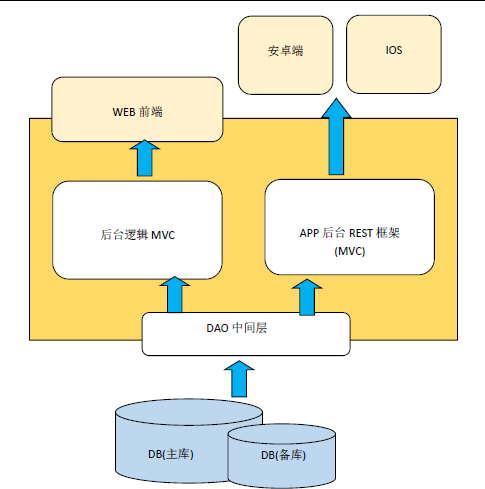 安卓端
IOS
WEB 前端
后台逻辑 MVC
APP 后台 REST 框架
(MVC)
DAO 中间层
DB(主库)
DB(备库)